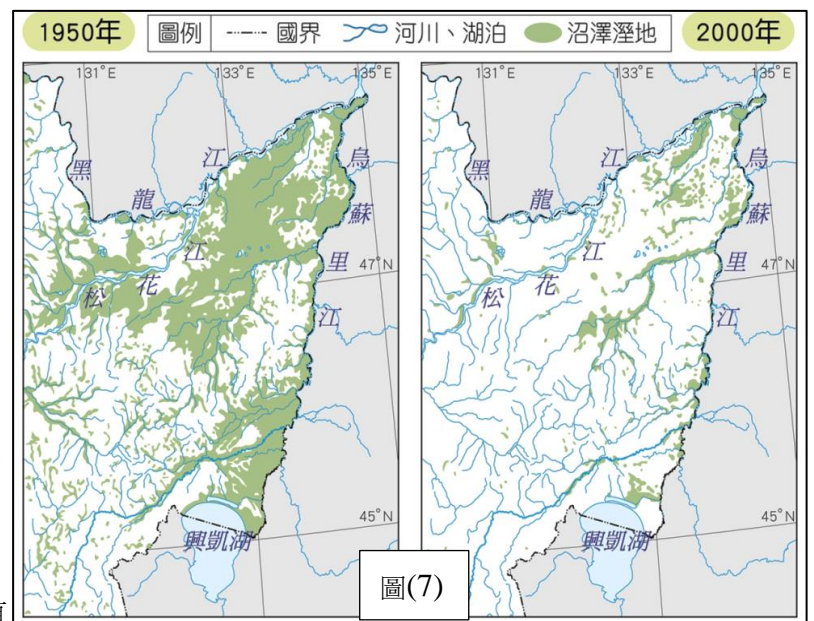 1950年 圖例 國界 河川、湖泊 沼澤溼地 2000年
131°E 133°E 135°E
黑 龍 江 烏 蘇 里 江
松 花 江
47°N
45°N
興凱湖
131°E 133°E 135°E
黑 龍 江 烏 蘇 里 江
松 花 江
47°N
45°N
興凱湖
圖(7)